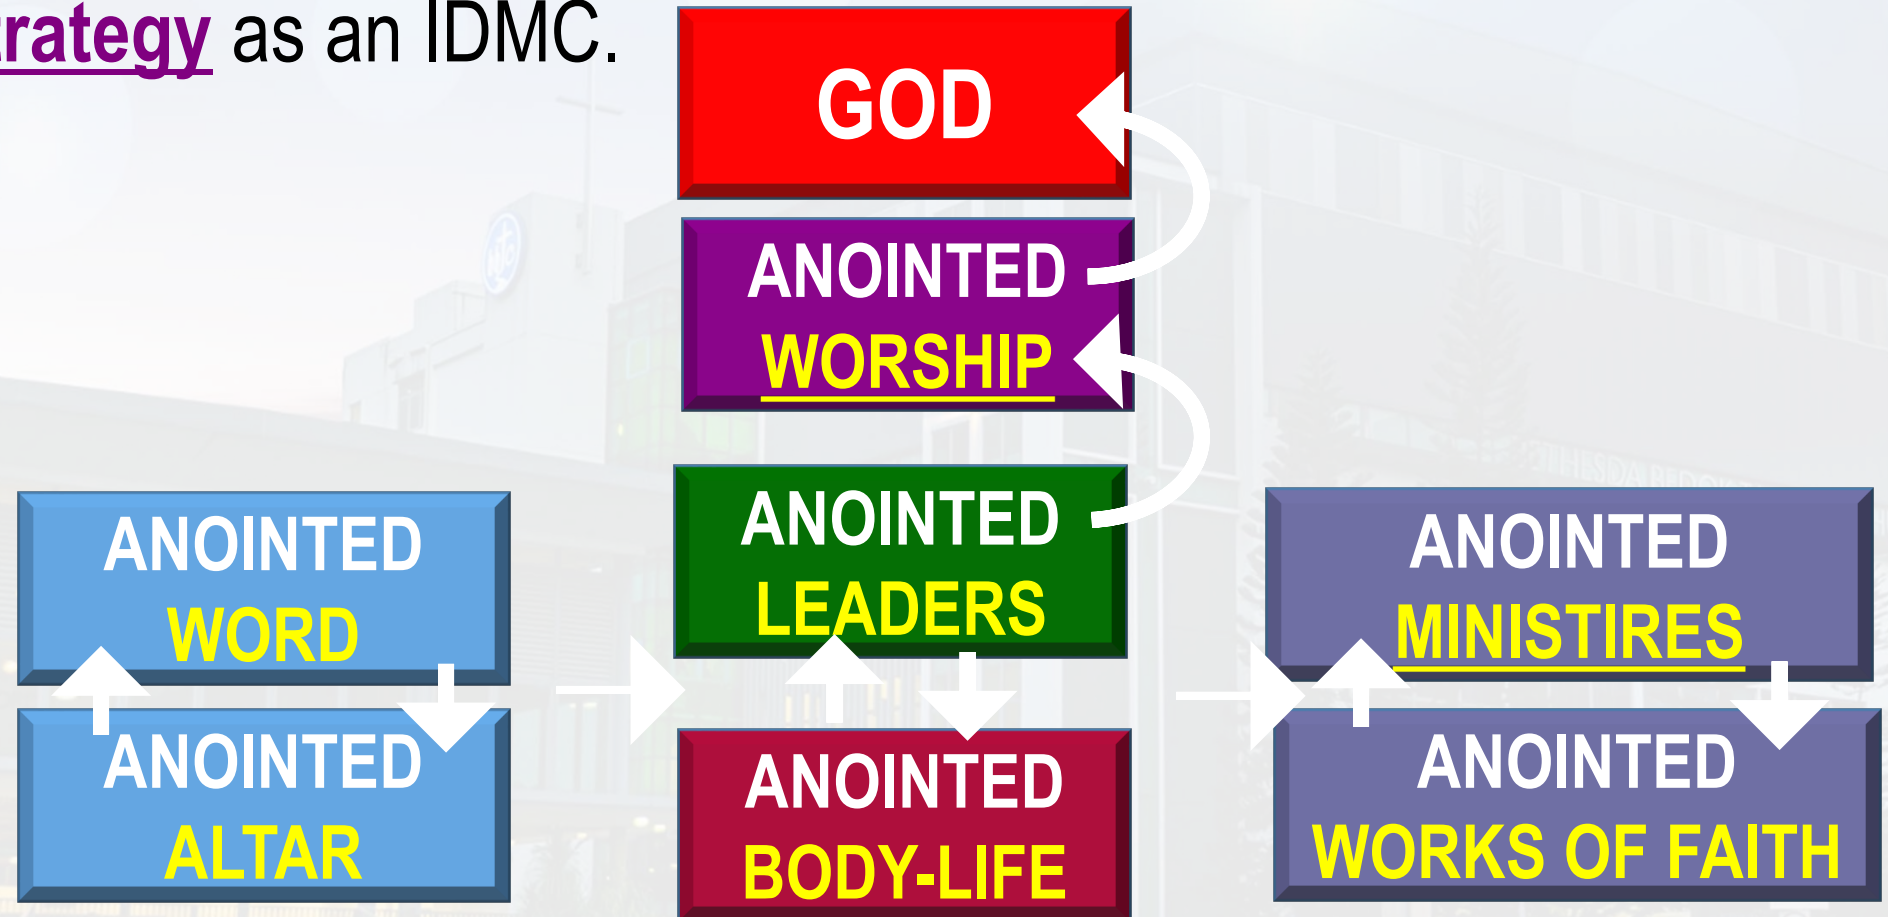 trategy as an IDMC.
GOD
ANOINTED
WORSHIP
ANOINTED
WORD
ANOINTED
ALTAR
ANOINTED
LEADERS
ANOINTED
BODY-LIFE
ANOINTED
MINISTIRES
ANOINTED
WORKS OF FAITH